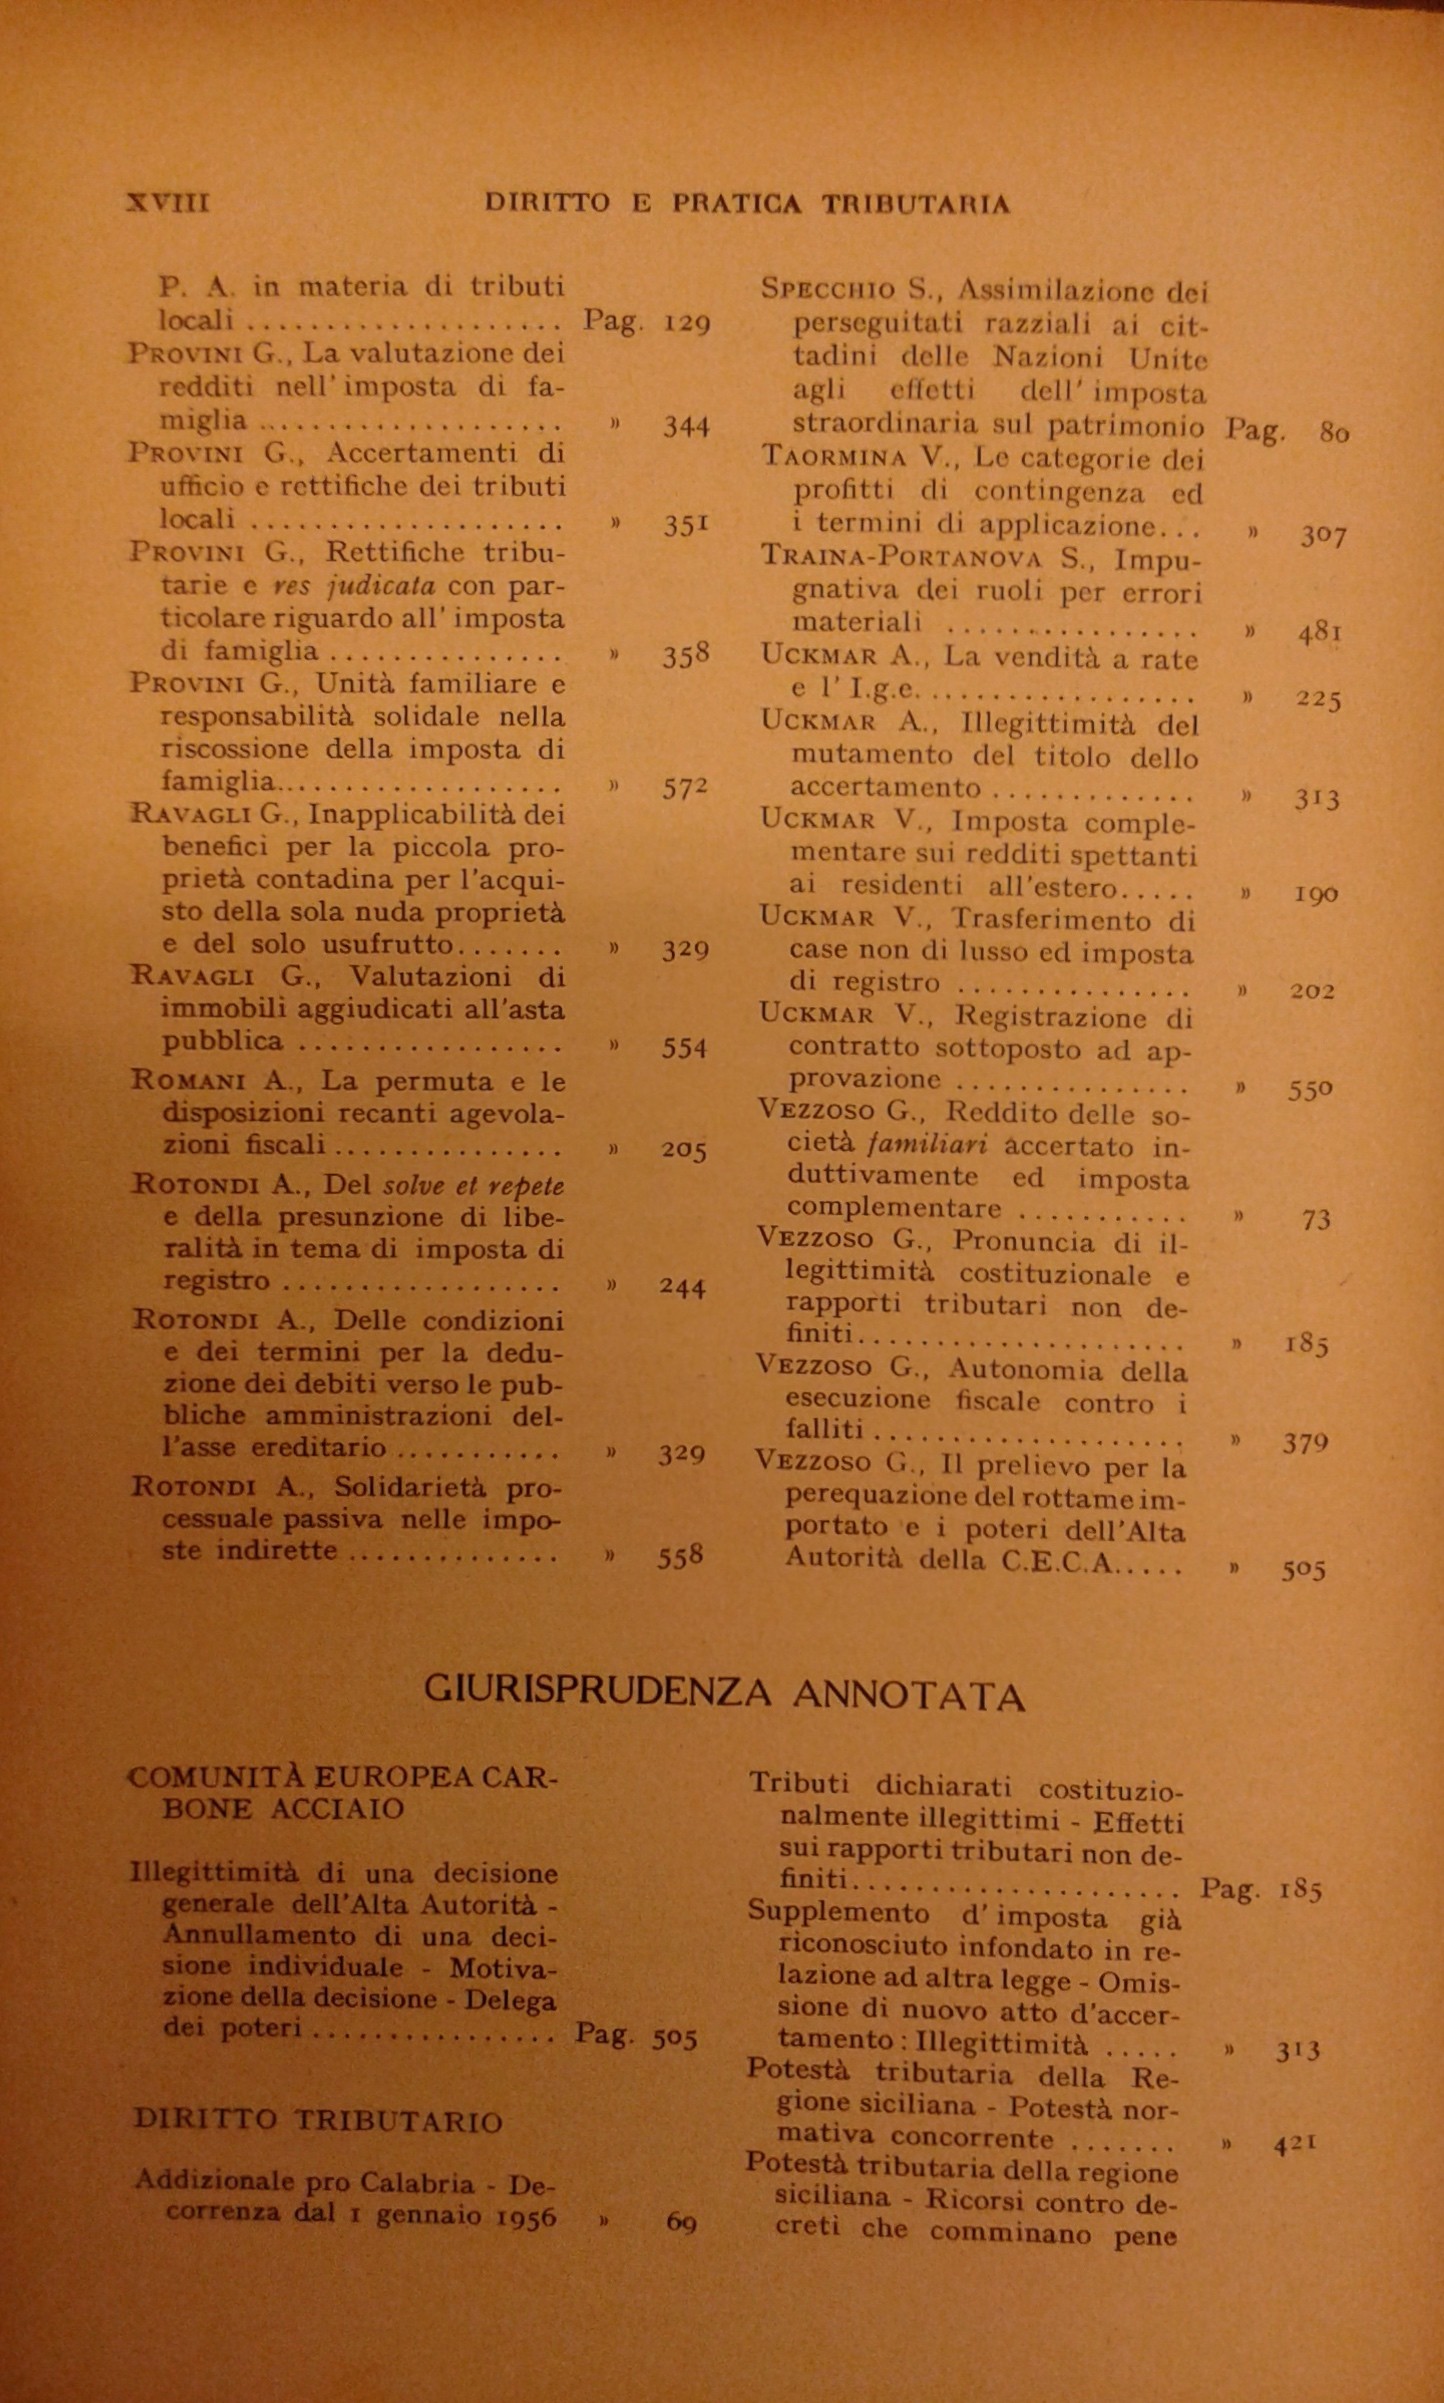 XVIII DIRITTO E PRATICA TRIBUTARIA
P. A. in materia di tributi
locali .................... Pag. 129
PROVINI G., La valutazione dei
redditi nell' imposta di fa-
miglia ................... » 344
PROVINI G., Accertamenti di
ufficio e rettifiche dei tributi
locali .................... » 351
PROVINI G., Rettifiche tribu-
tarie e res judicata con par-
ticolare riguardo all' imposta
di famiglia ............... » 358
PROVINI G., Unità familiare e
responsabilità solidale nella
riscossione della imposta di
famiglia.................. » 572
RAVAGLI G., Inapplicabilità dei
benefici per la piccola pro-
prietà contadina per l'acqui-
sto della sola nuda proprietà
e del solo usufrutto....... » 329
RAVAGLI G., Valutazioni di
immobili aggiudicati all'asta
pubblica ................. » 554
ROMANI A., La permuta e le
disposizioni recanti agevola-
zioni fiscali ............... » 205
ROTONDI A., Del solve et repete
e della presunzione di libe-
ralità in tema di imposta di
registro .................. » 244
ROTONDI A., Delle condizioni
e dei termini per la dedu-
zione dei debiti verso le pub-
bliche amministrazioni del-
l'asse ereditario ........... » 329
ROTONDI A., Solidarietà pro-
cessuale passiva nelle impo-
ste indirette .............. » 558
SPECCHIO S., Assimilazione dei
perseguitati razziali ai cit-
tadini delle Nazioni Unite
agli effetti dell' imposta
straordinaria sul patrimonio Pag. 80
TAORMINA V., Le categorie dei
profitti di contingenza ed
i termini di applicazione... » 307
TRAINA-PORTANOVA S., Impu-
gnativa dei ruoli per errori
materiali ................ » 481
UCKMAR A., La vendità a rate
e l' I.g.e.................. » 225
UCKMAR A., Illegittimità del
mutamento del titolo dello
accertamento ............. » 313
UCKMAR V., Imposta comple-
mentare sui redditi spettanti
ai residenti all'estero..... » 190
UCKMAR V., Trasferimento di
case non di lusso ed imposta
di registro ............... » 202
UCKMAR V., Registrazione di
contratto sottoposto ad ap-
provazione ............... » 550
VEZZOSO G., Reddito delle so-
cietà familiari accertato in-
duttivamente ed imposta
complementare ........... » 73
VEZZOSO G., Pronuncia di il-
legittimità costituzionale e
rapporti tributari non de-
finiti..................... » 185
VEZZOSO G., Autonomia della
esecuzione fiscale contro i
falliti .................... » 379
VEZZOSO G., Il prelievo per la
perequazione del rottame im-
portato e i poteri dell'Alta
Autorità della C.E.C.A..... » 505
GIURISPRUDENZA ANNOTATA
COMUNITÀ EUROPEA CAR-
BONE ACCIAIO
Illegittimità di una decisione
generale dell'Alta Autorità -
Annullamento di una deci-
sione individuale - Motiva-
zione della decisione - Delega
dei poteri ................ Pag. 505
DIRITTO TRIBUTARIO
Addizionale pro Calabria - De-
correnza dal 1 gennaio 1956 » 69
Tributi dichiarati costituzio-
nalmente illegittimi - Effetti
sui rapporti tributari non de-
finiti..................... Pag. 185
Supplemento d' imposta già
riconosciuto infondato in re-
lazione ad altra legge - Omis-
sione di nuovo atto d'accer-
tamento : Illegittimità ..... » 313
Potestà tributaria della Re-
gione siciliana - Potestà nor-
mativa concorrente ....... » 421
Potestà tributaria della regione
siciliana - Ricorsi contro de-
creti che comminano pene